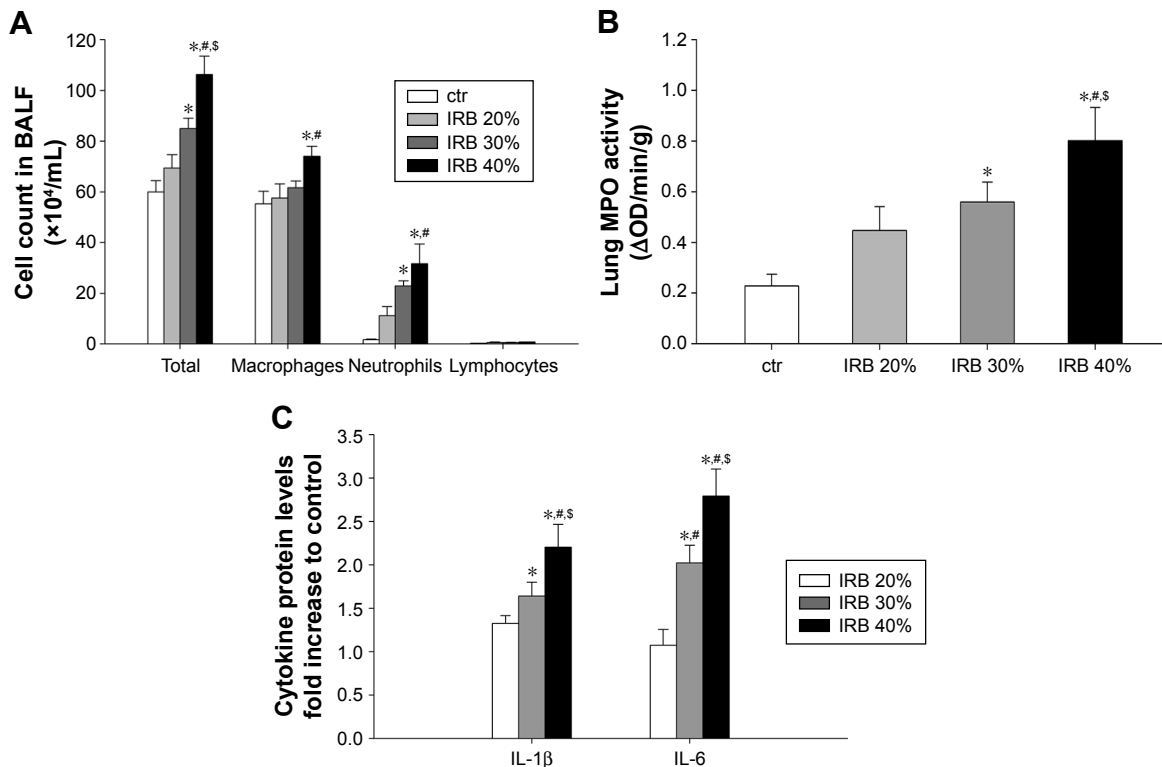 A
Cell count in BALF
(×10⁴/mL)
120
100
80
60
40
20
0
*,#,$
*
*,#
*
*,#
Total
Macrophages
Neutrophils
Lymphocytes
ctr
IRB 20%
IRB 30%
IRB 40%
B
Lung MPO activity
(ΔOD/min/g)
1.2
1.0
0.8
0.6
0.4
0.2
0.0
*
*,#,$
ctr
IRB 20%
IRB 30%
IRB 40%
C
Cytokine protein levels
fold increase to control
3.5
3.0
2.5
2.0
1.5
1.0
0.5
0.0
*
*,#,$
*,#
*,#,$
IL-1β
IL-6
IRB 20%
IRB 30%
IRB 40%